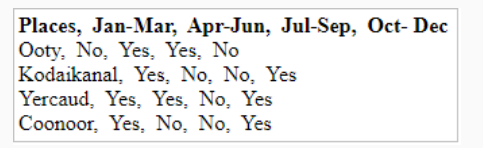 Places, Jan-Mar, Apr-Jun, Jul-Sep, Oct- Dec
Ooty, No, Yes, Yes, No
Kodaikanal, Yes, No, No, Yes
Yercaud, Yes, Yes, No, Yes
Coonoor, Yes, No, No, Yes